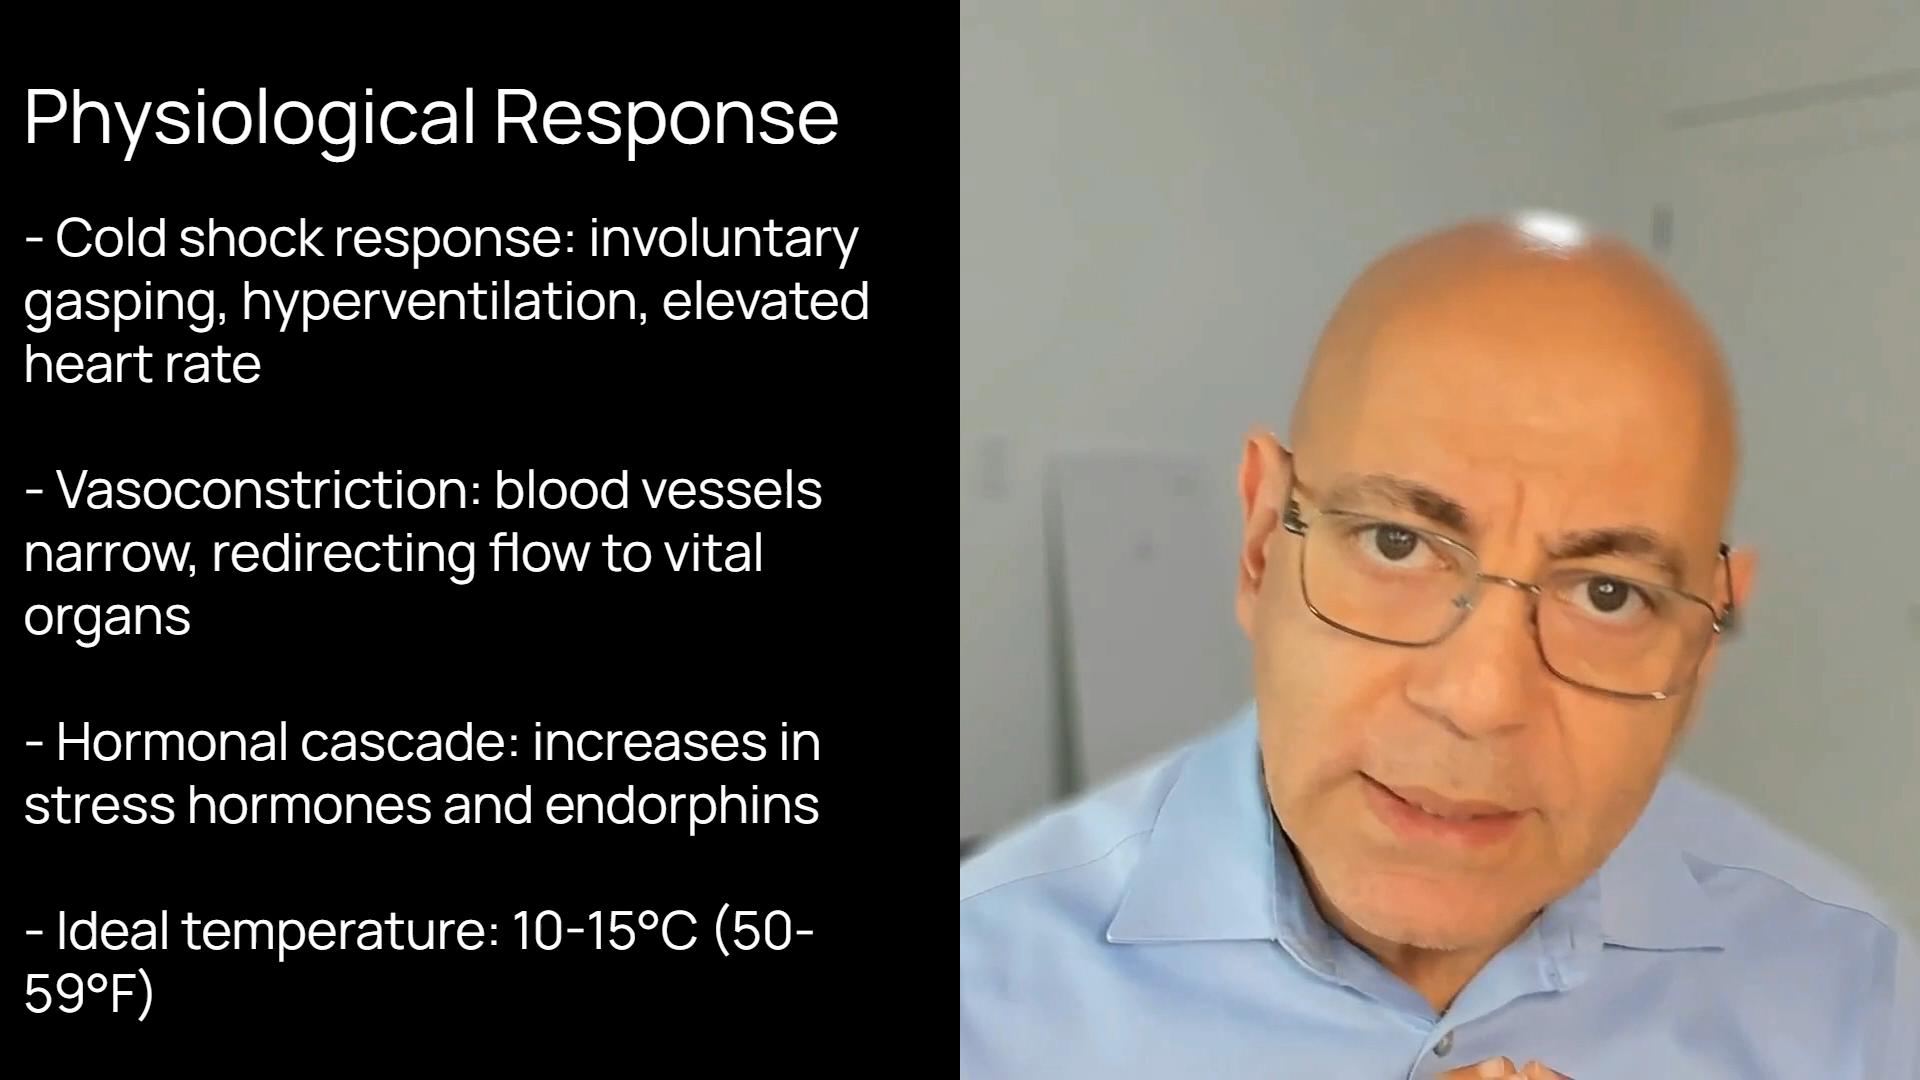 Physiological Response
- Cold shock response: involuntary
gasping, hyperventilation, elevated
heart rate
- Vasoconstriction: blood vessels
narrow, redirecting flow to vital
organs
- Hormonal cascade: increases in
stress hormones and endorphins
- Ideal temperature: 10-15°C (50-
59°F)